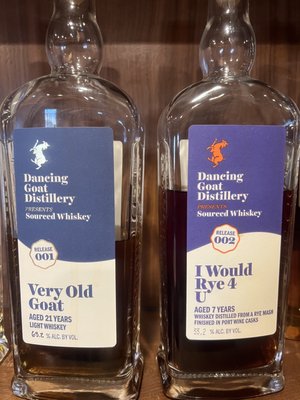 Dancing
Goat
Distillery
PRESENTS
Sourced Whiskey
RELEASE
001
Very Old
Goat
AGED 21 YEARS
LIGHT WHISKEY
% ALC. BY VOL.
Dancing
Goat
Distillery
PRESENTS
Sourced Whiskey
RELEASE
002
I Would
Rye 4
U
AGED 7 YEARS
WHISKEY DISTILLED FROM A RYE MASH
FINISHED IN PORT WINE CASKS
53.2 % ALC. BY VOL.